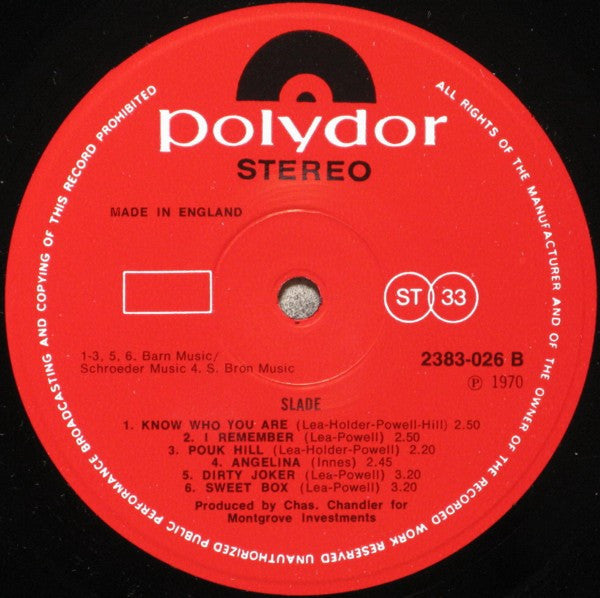 polydor
STEREO
MADE IN ENGLAND
ST 33
1-3, 5, 6. Barn Music/
Schroeder Music 4. S. Bron Music
2383-026 B
℗ 1970
SLADE
1. KNOW WHO YOU ARE (Lea-Holder-Powell-Hill) 2.50
2. I REMEMBER (Lea-Powell) 2.50
3. POUK HILL (Lea-Holder-Powell) 2.20
4. ANGELINA (Innes) 2.45
5. DIRTY JOKER (Lea-Powell) 3.20
6. SWEET BOX (Lea-Powell) 3.20
Produced by Chas. Chandler for
Montgrove Investments
ALL RIGHTS OF THE MANUFACTURER AND OF THE OWNER OF THE RECORDED WORK RESERVED UNAUTHORIZED PUBLIC PERFORMANCE BROADCASTING AND COPYING OF THIS RECORD PROHIBITED